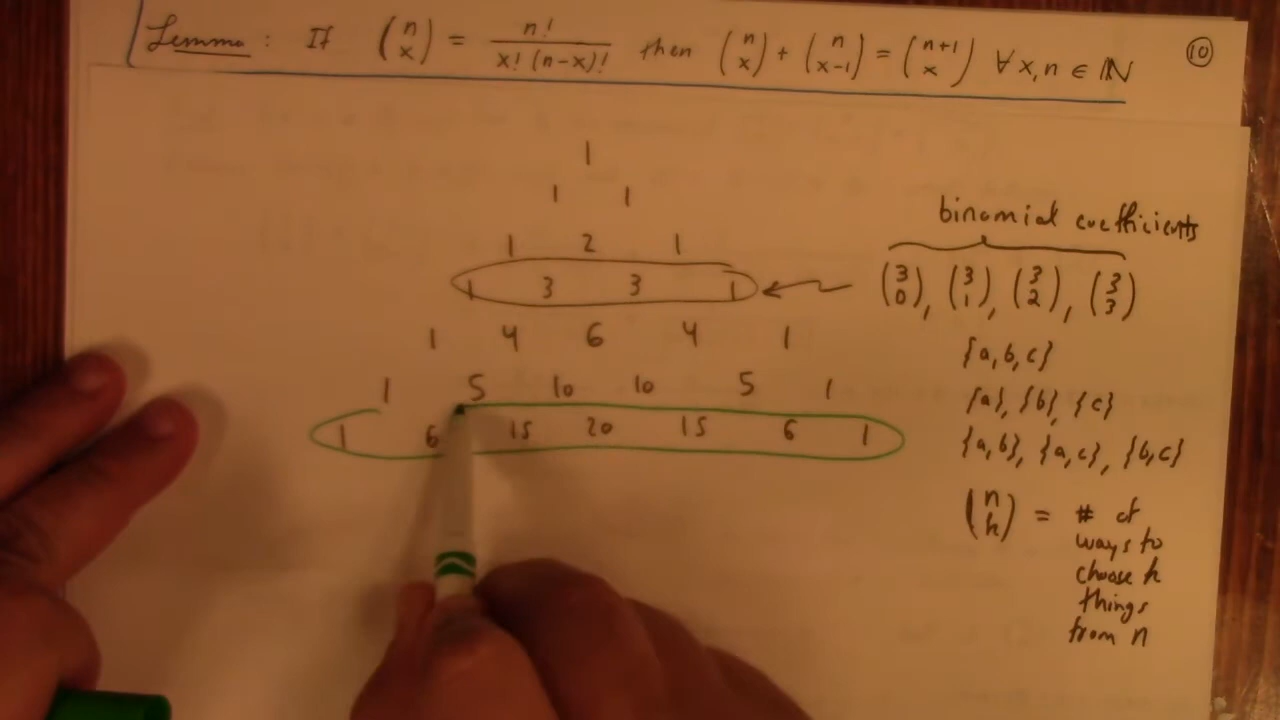 Lemma : If (n x) = n! / x! (n-x)! then (n x) + (n x-1) = (n+1 x) ∀ x, n ∈ ℕ
10
1
1 1
1 2 1
1 3 3 1
1 4 6 4 1
1 5 10 10 5 1
1 6 15 20 15 6 1
binomial coefficients
(3 0), (3 1), (3 2), (3 3)
{a,b,c}
{a}, {b}, {c}
{a,b}, {a,c}, {b,c}
(n k) = # of
ways to
choose k
things
from n